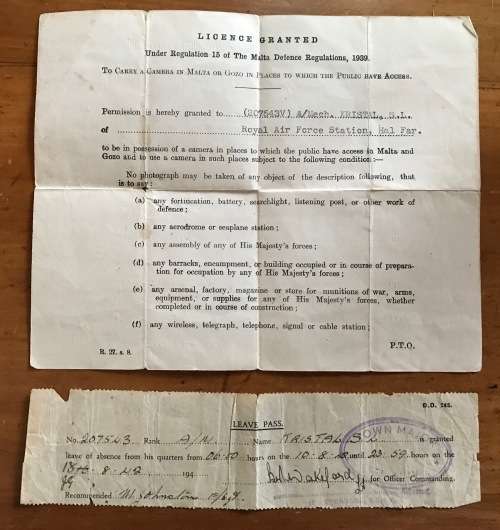 LICENCE GRANTED
Under Regulation 15 of The Malta Defence Regulations, 1939.
To Carry a Camera in Malta or Gozo in Places to which the Public have Access.
Permission is hereby granted to (207543V) A/Mech. KRISTAL, S.L.
of Royal Air Force Station, Hal Far.
to be in possession of a camera in places to which the public have access in Malta and
Gozo and to use a camera in such places subject to the following condition:—
No photograph may be taken of any object of the description following, that
is to say:
(a) any fortification, battery, searchlight, listening post, or other work of
defence;
(b) any aerodrome or seaplane station;
(c) any assembly of any of His Majesty's forces;
(d) any barracks, encampment, or building occupied or in course of prepara-
tion for occupation by any of His Majesty's forces;
(e) any arsenal, factory, magazine or store for munitions of war, arms,
equipment, or supplies for any of His Majesty's forces, whether
completed or in course of construction;
(f) any wireless, telegraph, telephone, signal or cable station;
R. 27. s. 8. P.T.O.
LEAVE PASS.
No. 207543 Rank A/M. Name KRISTAL S.L. is granted
leave of absence from his quarters from hours on the 10-8- until 23 59 hours on the
8-42 194 for Officer Commanding.
Recommended
TOWN MA